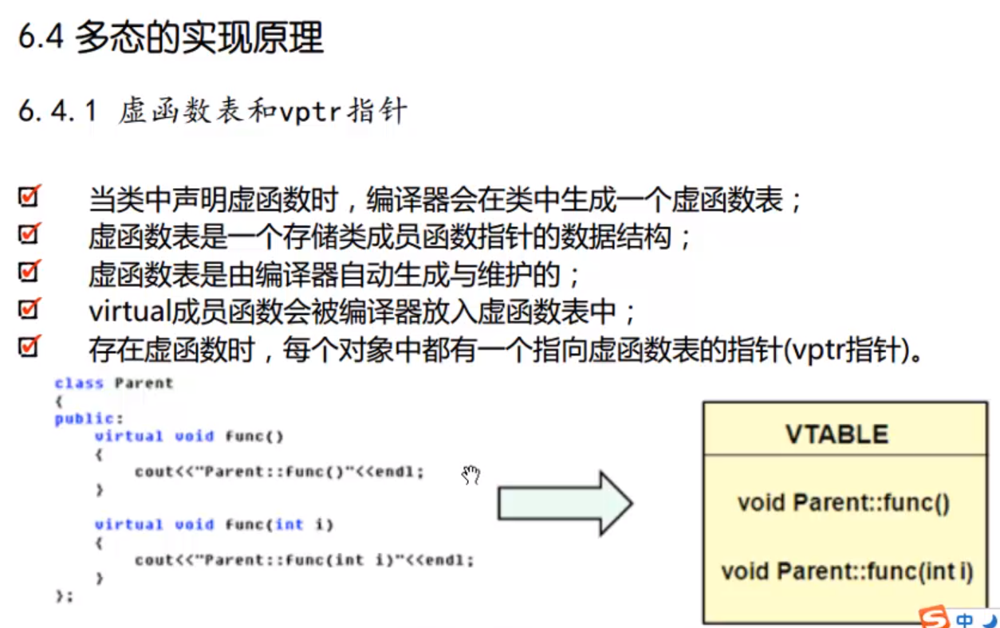 6.4 多态的实现原理
6.4.1 虚函数表和vptr指针
当类中声明虚函数时，编译器会在类中生成一个虚函数表；
虚函数表是一个存储类成员函数指针的数据结构；
虚函数表是由编译器自动生成与维护的；
virtual成员函数会被编译器放入虚函数表中；
存在虚函数时，每个对象中都有一个指向虚函数表的指针(vptr指针)。
class Parent
{
public:
virtual void func()
{
cout<<"Parent::func()"<<endl;
}
virtual void func(int i)
{
cout<<"Parent::func(int i)"<<endl;
}
};
VTABLE
void Parent::func()
void Parent::func(int i)
S 中